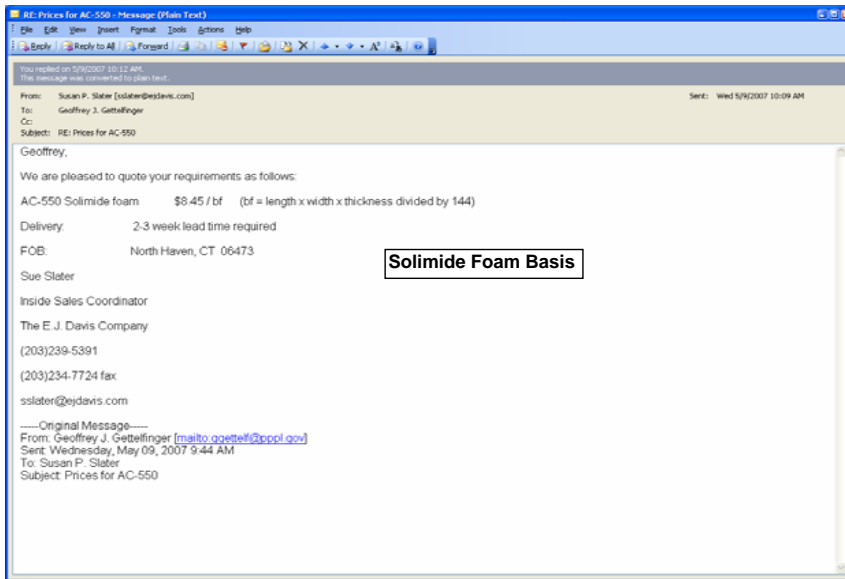 RE: Prices for AC-550 - Message (Plain Text)
File Edit View Insert Format Tools Actions Help
Reply Reply to All Forward
You replied on 5/9/2007 10:12 AM.
This message was converted to plain text.
From: Susan P. Slater [sslater@ejdavis.com] Sent: Wed 5/9/2007 10:09 AM
To: Geoffrey J. Gettelfinger
Cc:
Subject: RE: Prices for AC-550
Geoffrey,
We are pleased to quote your requirements as follows:
AC-550 Solimide foam $8.45 / bf (bf = length x width x thickness divided by 144)
Delivery: 2-3 week lead time required
FOB: North Haven, CT 06473
Solimide Foam Basis
Sue Slater
Inside Sales Coordinator
The E.J. Davis Company
(203)239-5391
(203)234-7724 fax
sslater@ejdavis.com
-----Original Message-----
From: Geoffrey J. Gettelfinger [mailto:ggettelf@pppl.gov]
Sent: Wednesday, May 09, 2007 9:44 AM
To: Susan P. Slater
Subject: Prices for AC-550